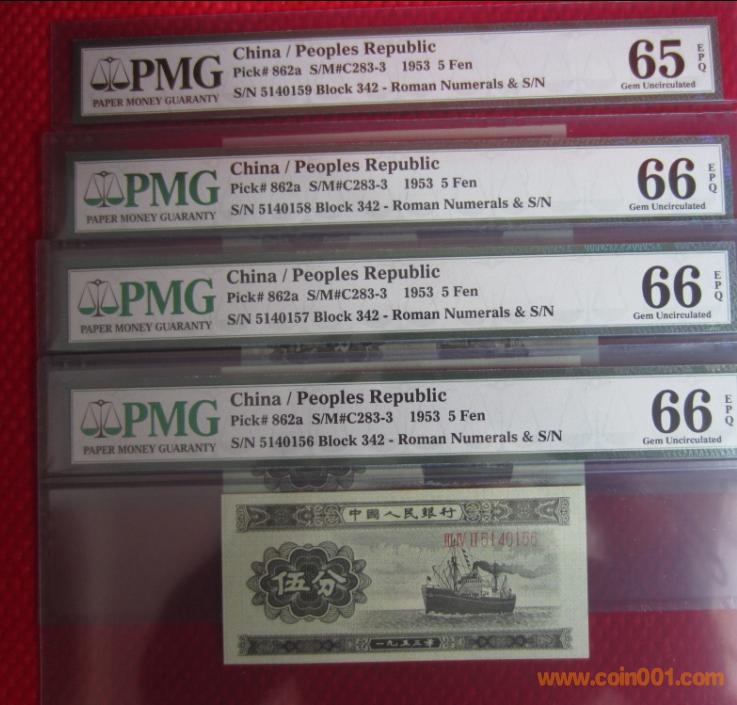 PMG
PAPER MONEY GUARANTY
China / Peoples Republic
Pick# 862a S/M#C283-3 1953 5 Fen
S/N 5140159 Block 342 - Roman Numerals & S/N
65
EPQ
Gem Uncirculated
PMG
PAPER MONEY GUARANTY
China / Peoples Republic
Pick# 862a S/M#C283-3 1953 5 Fen
S/N 5140158 Block 342 - Roman Numerals & S/N
66
EPQ
Gem Uncirculated
PMG
PAPER MONEY GUARANTY
China / Peoples Republic
Pick# 862a S/M#C283-3 1953 5 Fen
S/N 5140157 Block 342 - Roman Numerals & S/N
66
EPQ
Gem Uncirculated
PMG
PAPER MONEY GUARANTY
China / Peoples Republic
Pick# 862a S/M#C283-3 1953 5 Fen
S/N 5140156 Block 342 - Roman Numerals & S/N
66
EPQ
Gem Uncirculated
中國人民銀行
III IV II 5140156
伍分
一九五三年
www.coin001.com